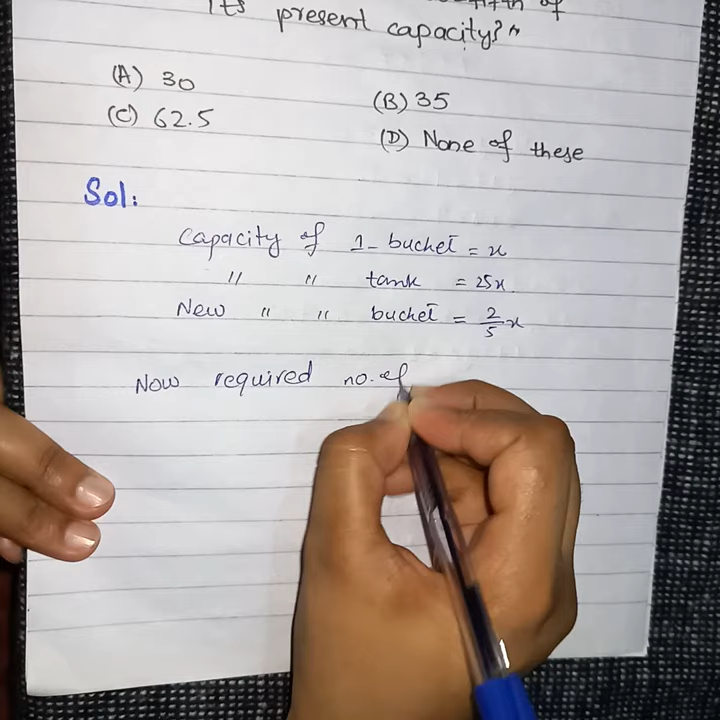 Its present capacity?"
(A) 30
(B) 35
(C) 62.5
(D) None of these
Sol:
Capacity of 1- bucket = x
" " tank = 25x
New " " bucket = 2/5 x
Now required no. of